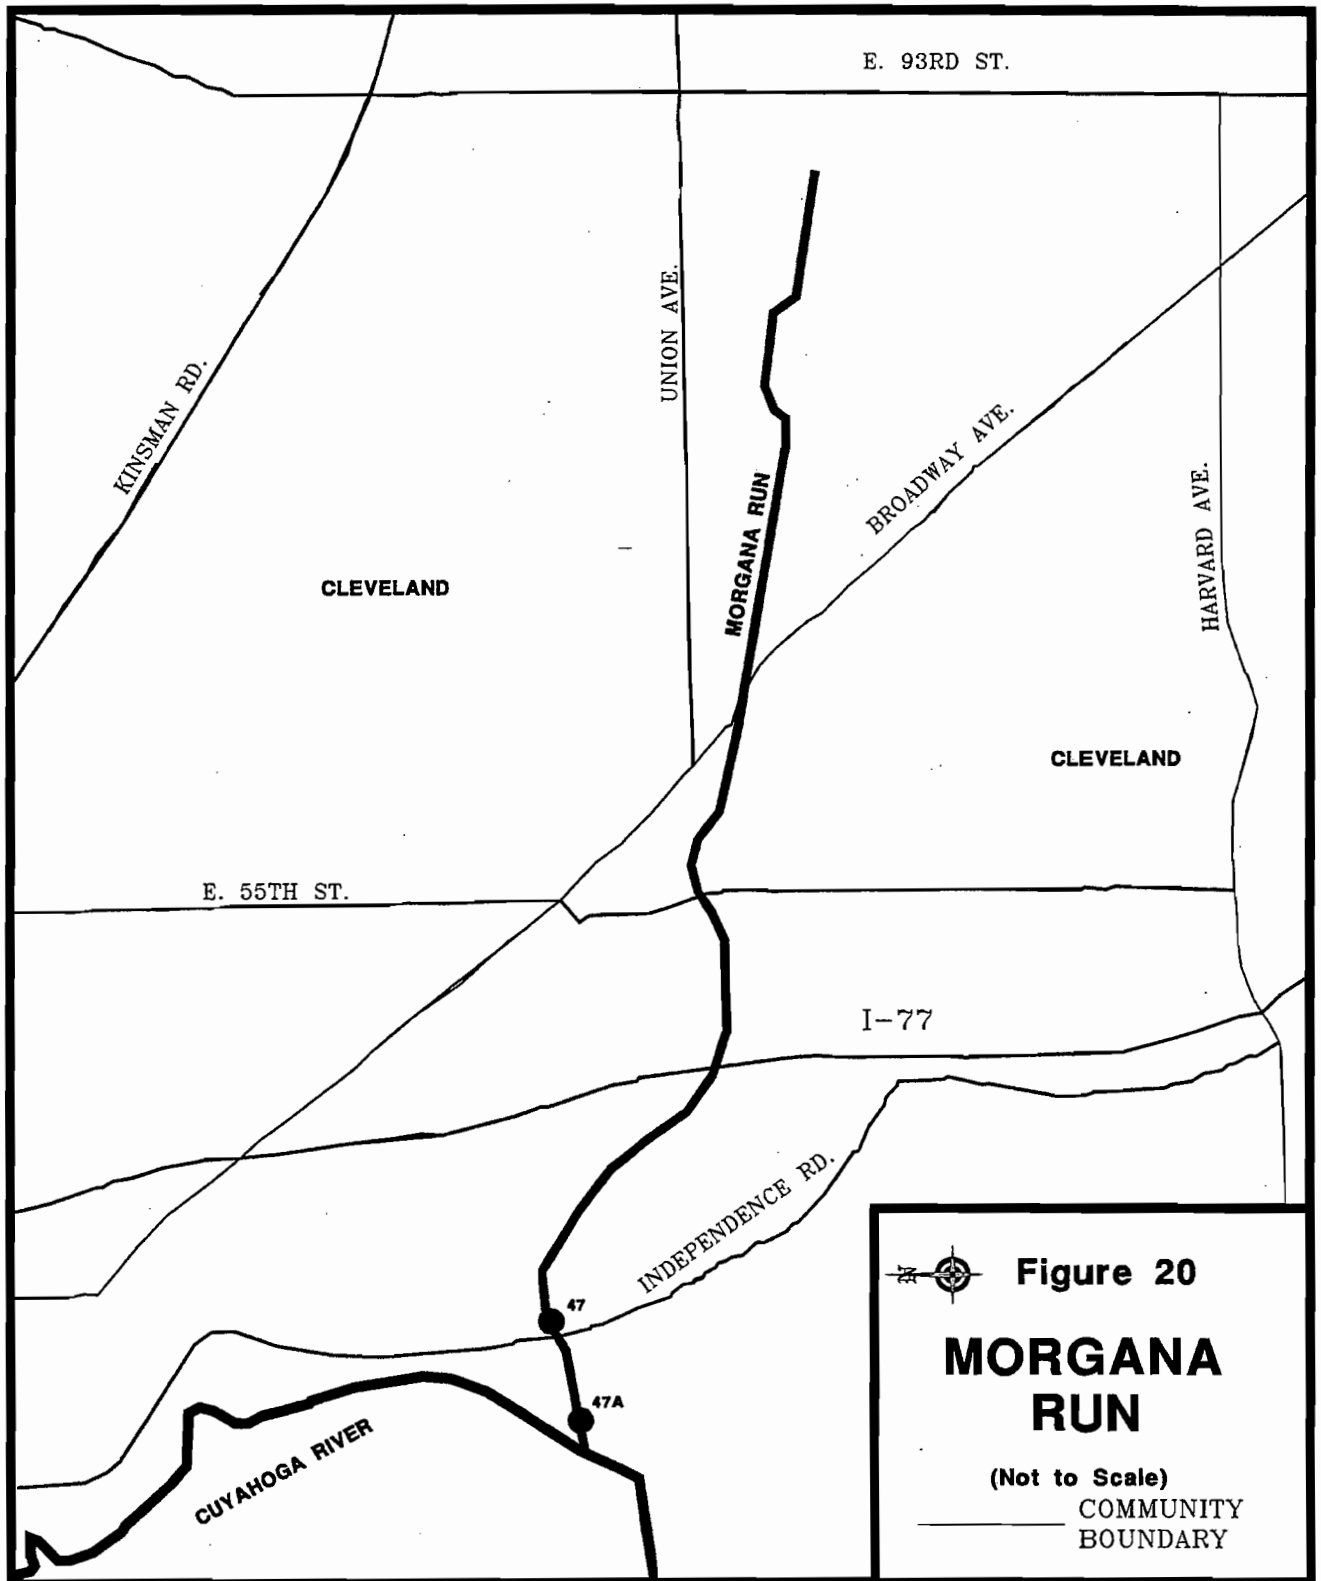 E. 93RD ST.
UNION AVE.
KINSMAN RD.
BROADWAY AVE.
HARVARD AVE.
MORGANA RUN
CLEVELAND
CLEVELAND
E. 55TH ST.
I-77
INDEPENDENCE RD.
47
47A
CUYAHOGA RIVER
N
Figure 20
MORGANA
RUN
(Not to Scale)
COMMUNITY
BOUNDARY